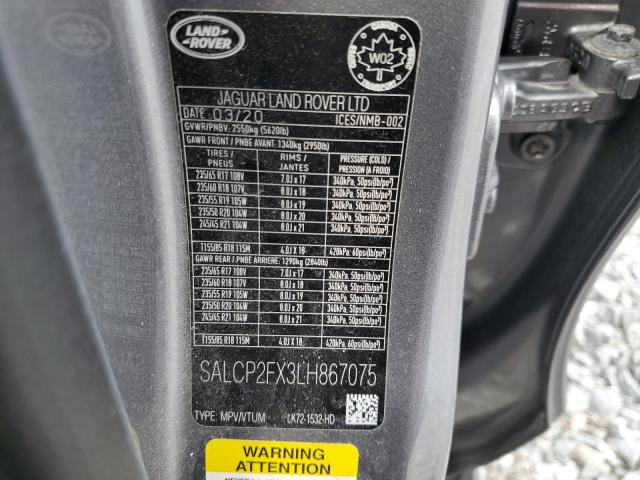 LAND-
ROVER
CANADA
W02
TRANSPORT
JAGUAR LAND ROVER LTD
DATE 03/20 ICES/NMB-002
GVWR/PNBV: 2550kg (5620lb)
GAWR FRONT / PNBE AVANT: 1340kg (2950lb)
TIRES / PNEUS RIMS / JANTES PRESSURE (COLD) / PRESSION (A FROID)
235/65 R17 108V 7.0J x 17 340kPa, 50psi(lb/po²)
235/60 R18 107V 8.0J x 18 340kPa, 50psi(lb/po²)
235/55 R19 105W 8.0J x 19 340kPa, 50psi(lb/po²)
235/50 R20 104W 8.0J x 20 340kPa, 50psi(lb/po²)
245/45 R21 104W 8.0J x 21 340kPa, 50psi(lb/po²)
T155/85 R18 115M 4.0J X 18 420kPa, 60psi(lb/po²)
GAWR REAR / PNBE ARRIERE: 1290kg (2840lb)
235/65 R17 108V 7.0J x 17 340kPa, 50psi(lb/po²)
235/60 R18 107V 8.0J x 18 340kPa, 50psi(lb/po²)
235/55 R19 105W 8.0J x 19 340kPa, 50psi(lb/po²)
235/50 R20 104W 8.0J x 20 340kPa, 50psi(lb/po²)
245/45 R21 104W 8.0J x 21 340kPa, 50psi(lb/po²)
T155/85 R18 115M 4.0J X 18 420kPa, 60psi(lb/po²)
SALCP2FX3LH867075
TYPE: MPV/VTUM LK72-1532-HD
WARNING
ATTENTION